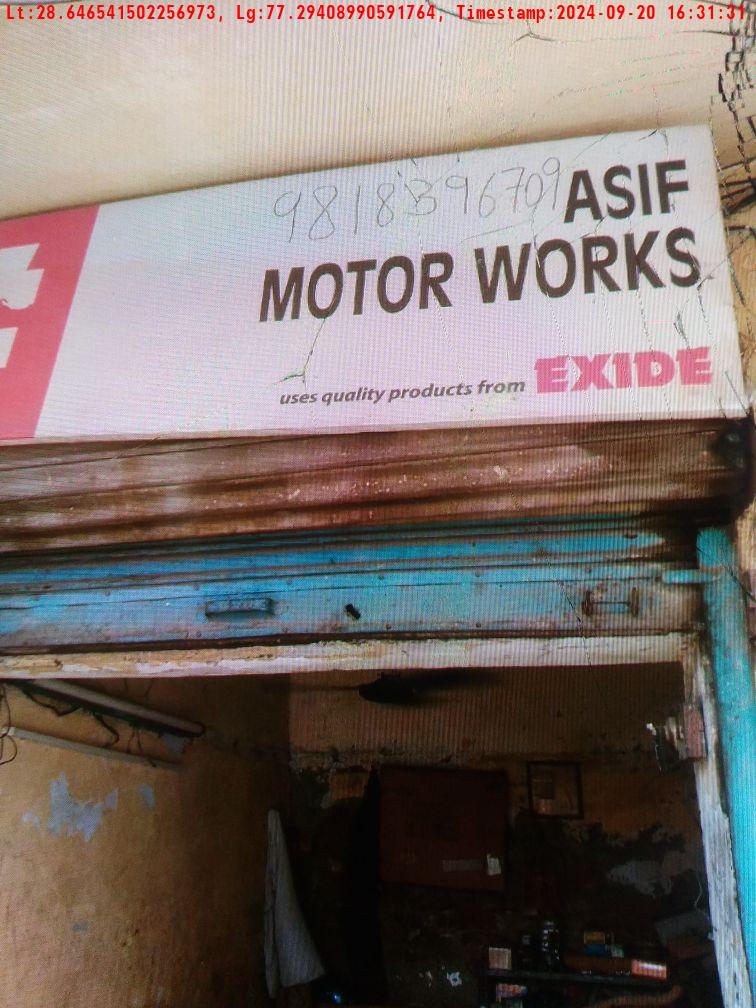 Lt:28.646541502256973, Lg:77.29408990591764, Timestamp:2024-09-20 16:31:31
9818396709
ASIF
MOTOR WORKS
uses quality products from EXIDE